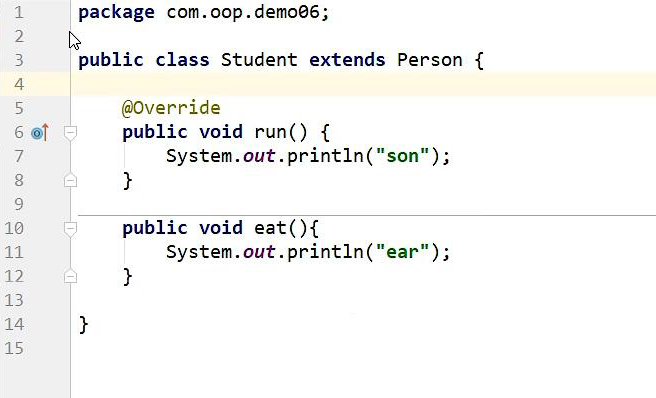 1 package com.oop.demo06;
2
3 public class Student extends Person {
4
5     @Override
6     public void run() {
7         System.out.println("son");
8     }
9
10     public void eat(){
11         System.out.println("ear");
12     }
13
14 }
15